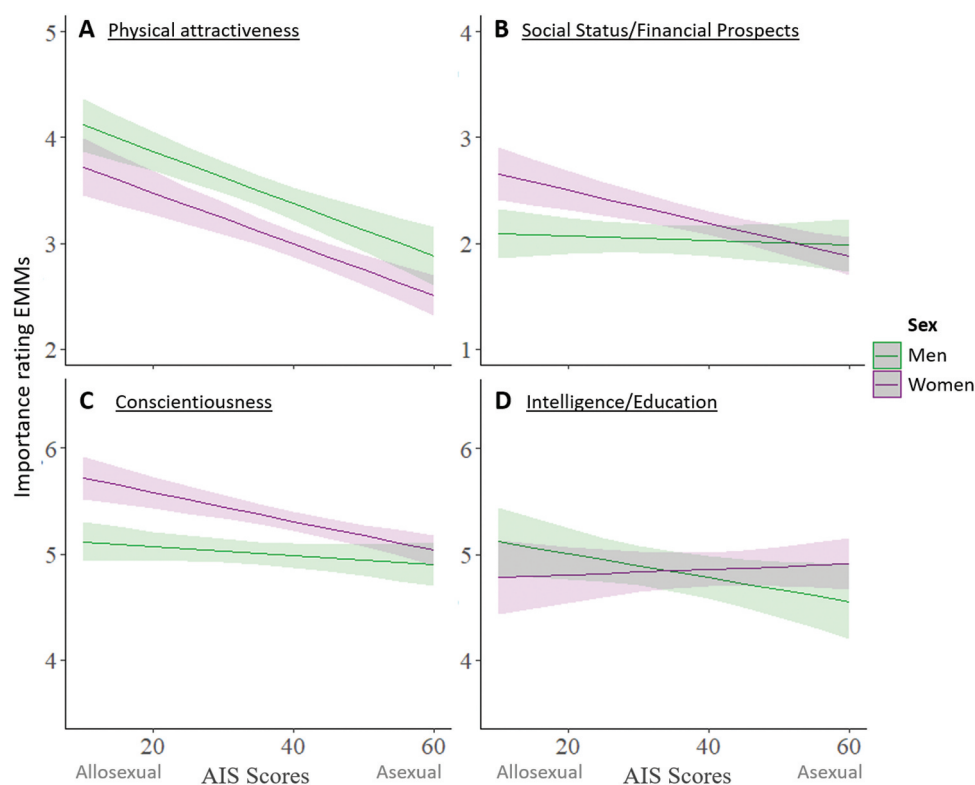 A Physical attractiveness
5
4
3
2
B Social Status/Financial Prospects
4
3
2
1
Importance rating EMMs
Sex
Men
Women
C Conscientiousness
6
5
4
20 40 60
Allosexual AIS Scores Asexual
D Intelligence/Education
6
5
4
20 40 60
Allosexual AIS Scores Asexual